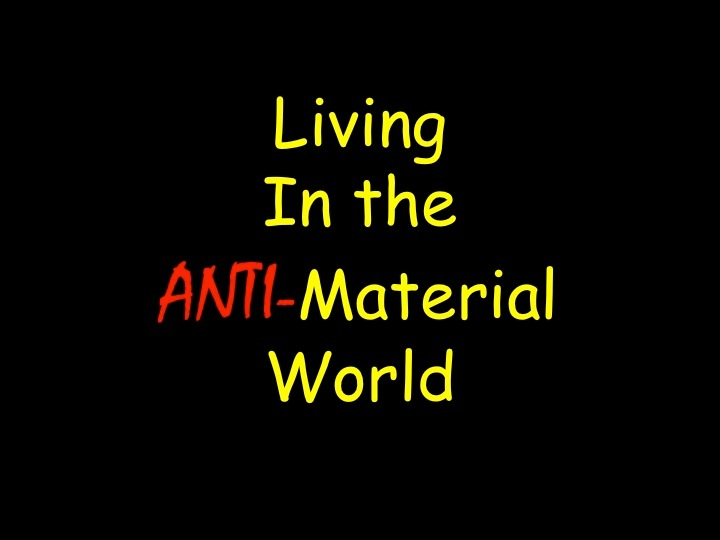 Living
In the
ANTI-Material
World